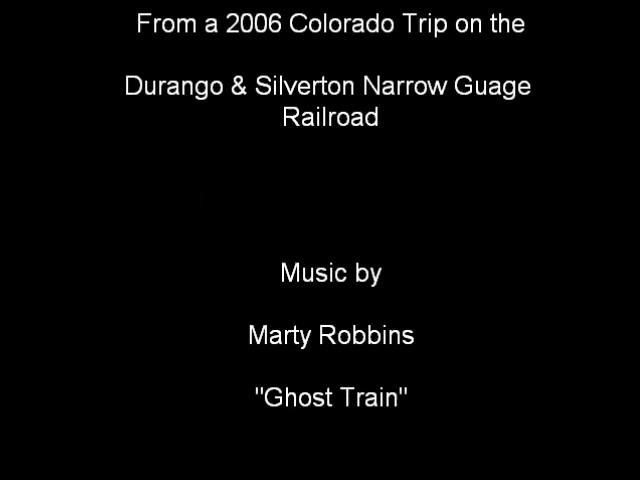 From a 2006 Colorado Trip on the
Durango & Silverton Narrow Guage
Railroad
Music by
Marty Robbins
"Ghost Train"